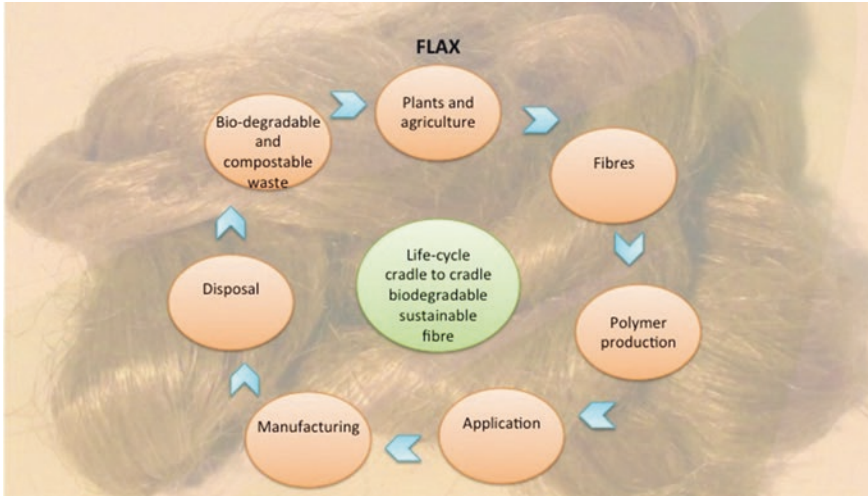 FLAX
Plants and
agriculture
Fibres
Polymer
production
Application
Manufacturing
Disposal
Bio-degradable
and
compostable
waste
Life-cycle
cradle to cradle
biodegradable
sustainable
fibre